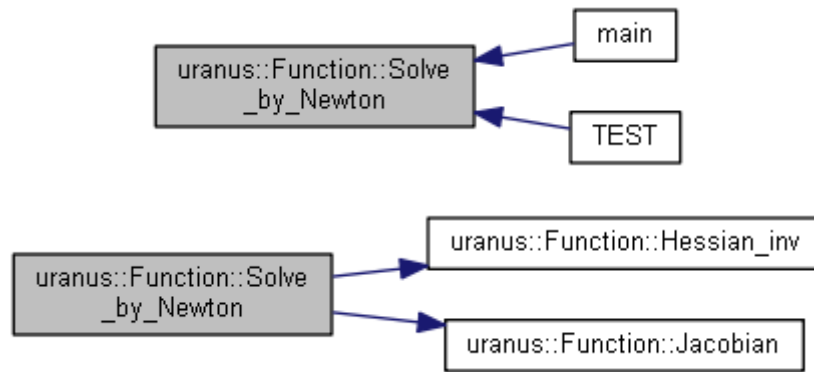 main
uranus::Function::Solve
_by_Newton
TEST
uranus::Function::Hessian_inv
uranus::Function::Solve
_by_Newton
uranus::Function::Jacobian